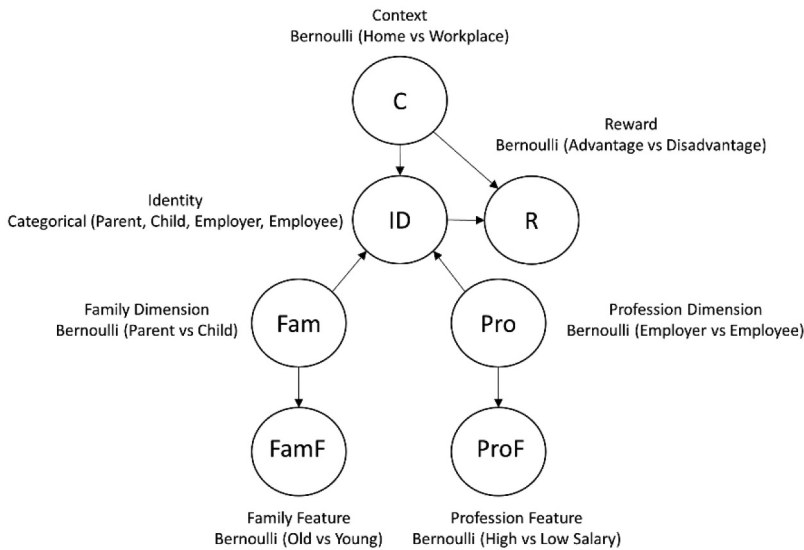 Context
Bernoulli (Home vs Workplace)
C
Reward
Bernoulli (Advantage vs Disadvantage)
Identity
Categorical (Parent, Child, Employer, Employee)
ID
R
Family Dimension
Bernoulli (Parent vs Child)
Fam
Pro
Profession Dimension
Bernoulli (Employer vs Employee)
FamF
ProF
Family Feature
Bernoulli (Old vs Young)
Profession Feature
Bernoulli (High vs Low Salary)